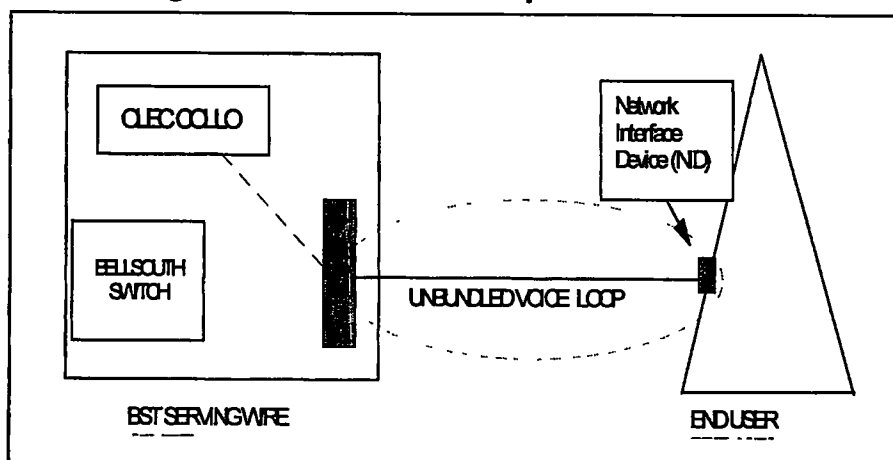 CLEC COLLO
BELLSOUTH
SWITCH
Network
Interface
Device (NID)
UNBUNDLED VOICE LOOP
BST SERVING WIRE
END USER